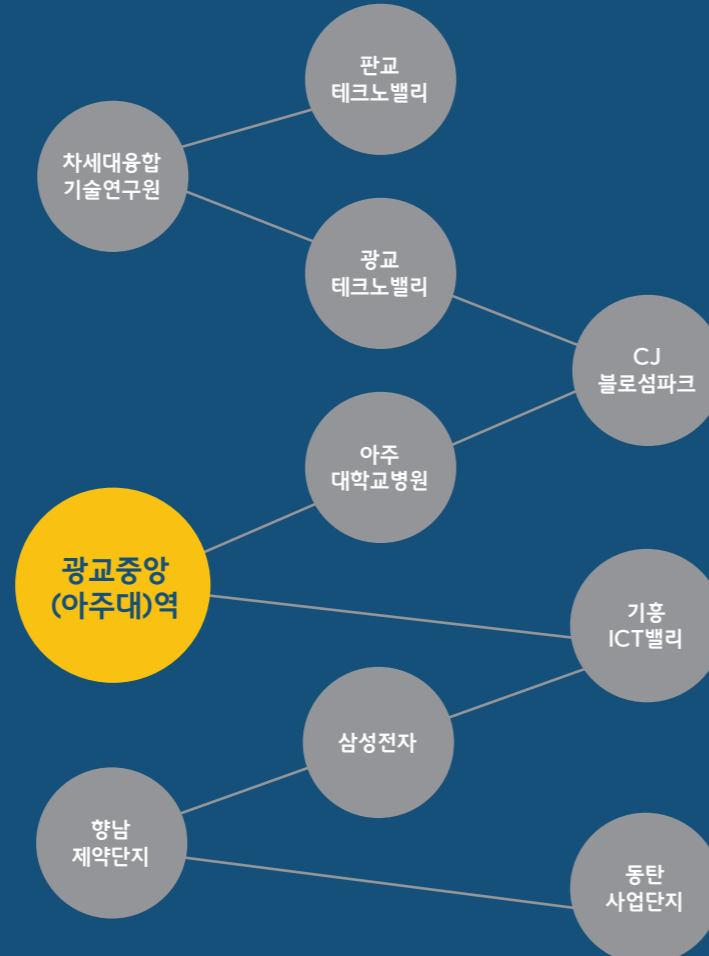 판교
테크노밸리
차세대융합
기술연구원
광교
테크노밸리
CJ
블로섬파크
아주
대학교병원
광교중앙
(아주대)역
기흥
ICT밸리
삼성전자
향남
제약단지
동탄
사업단지